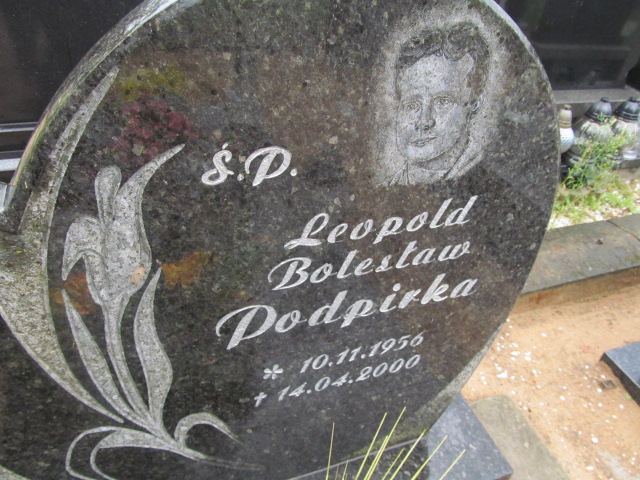 Ś.P.
Leopold
Bolesław
Podpirka
* 10.11.1956
† 14.04.2000